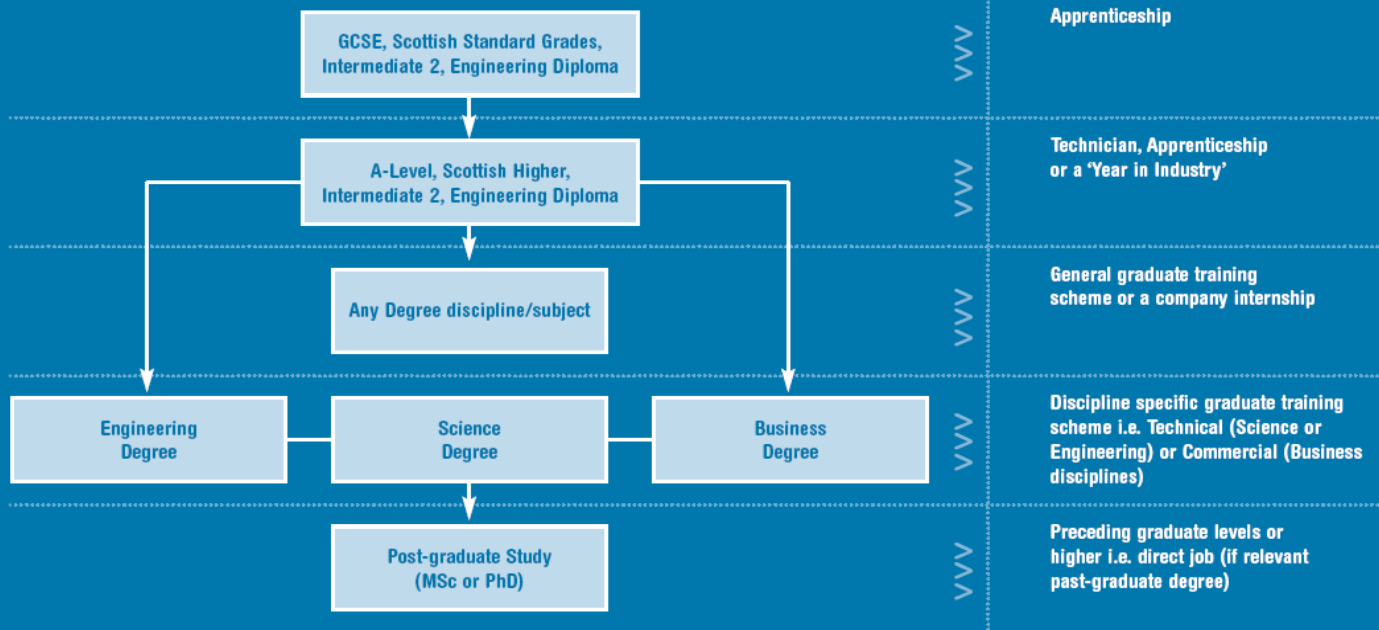 GCSE, Scottish Standard Grades,
Intermediate 2, Engineering Diploma
Apprenticeship
A-Level, Scottish Higher,
Intermediate 2, Engineering Diploma
Technician, Apprenticeship
or a ‘Year in Industry’
Any Degree discipline/subject
General graduate training
scheme or a company internship
Engineering
Degree
Science
Degree
Business
Degree
Discipline specific graduate training
scheme i.e. Technical (Science or
Engineering) or Commercial (Business
disciplines)
Post-graduate Study
(MSc or PhD)
Preceding graduate levels or
higher i.e. direct job (if relevant
past-graduate degree)